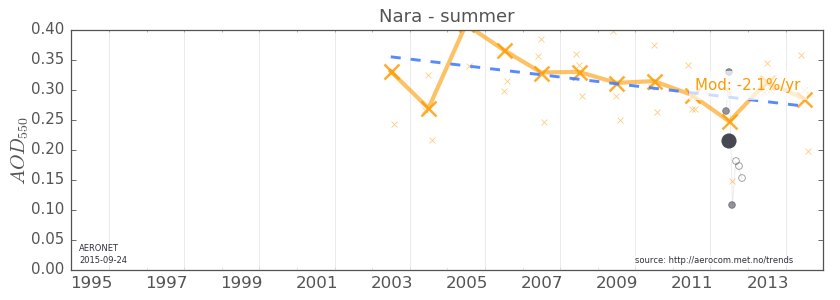 Nara - summer
0.40
0.35
0.30
0.25
0.20
0.15
0.10
0.05
0.00
AOD550
Mod: -2.1%/yr
AERONET
2015-09-24
source: http://aerocom.met.no/trends
1995 1997 1999 2001 2003 2005 2007 2009 2011 2013